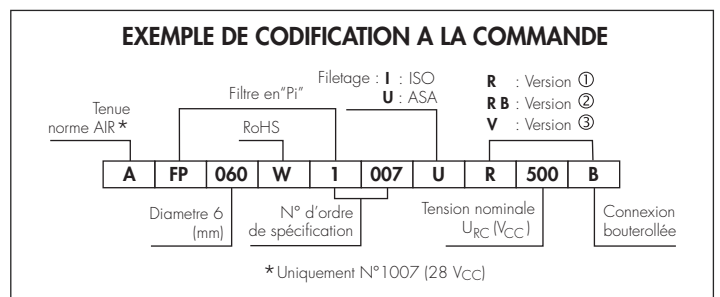 EXEMPLE DE CODIFICATION A LA COMMANDE
Tenue
norme AIR*
Filtre en"Pi"
RoHS
Filetage : I : ISO
U : ASA
R : Version ①
R B : Version ②
V : Version ③
A FP 060 W 1 007 U R 500 B
Diametre 6
(mm)
N° d'ordre
de spécification
Tension nominale
URC (VCC)
Connexion
bouterollée
*Uniquement N°1007 (28 VCC)